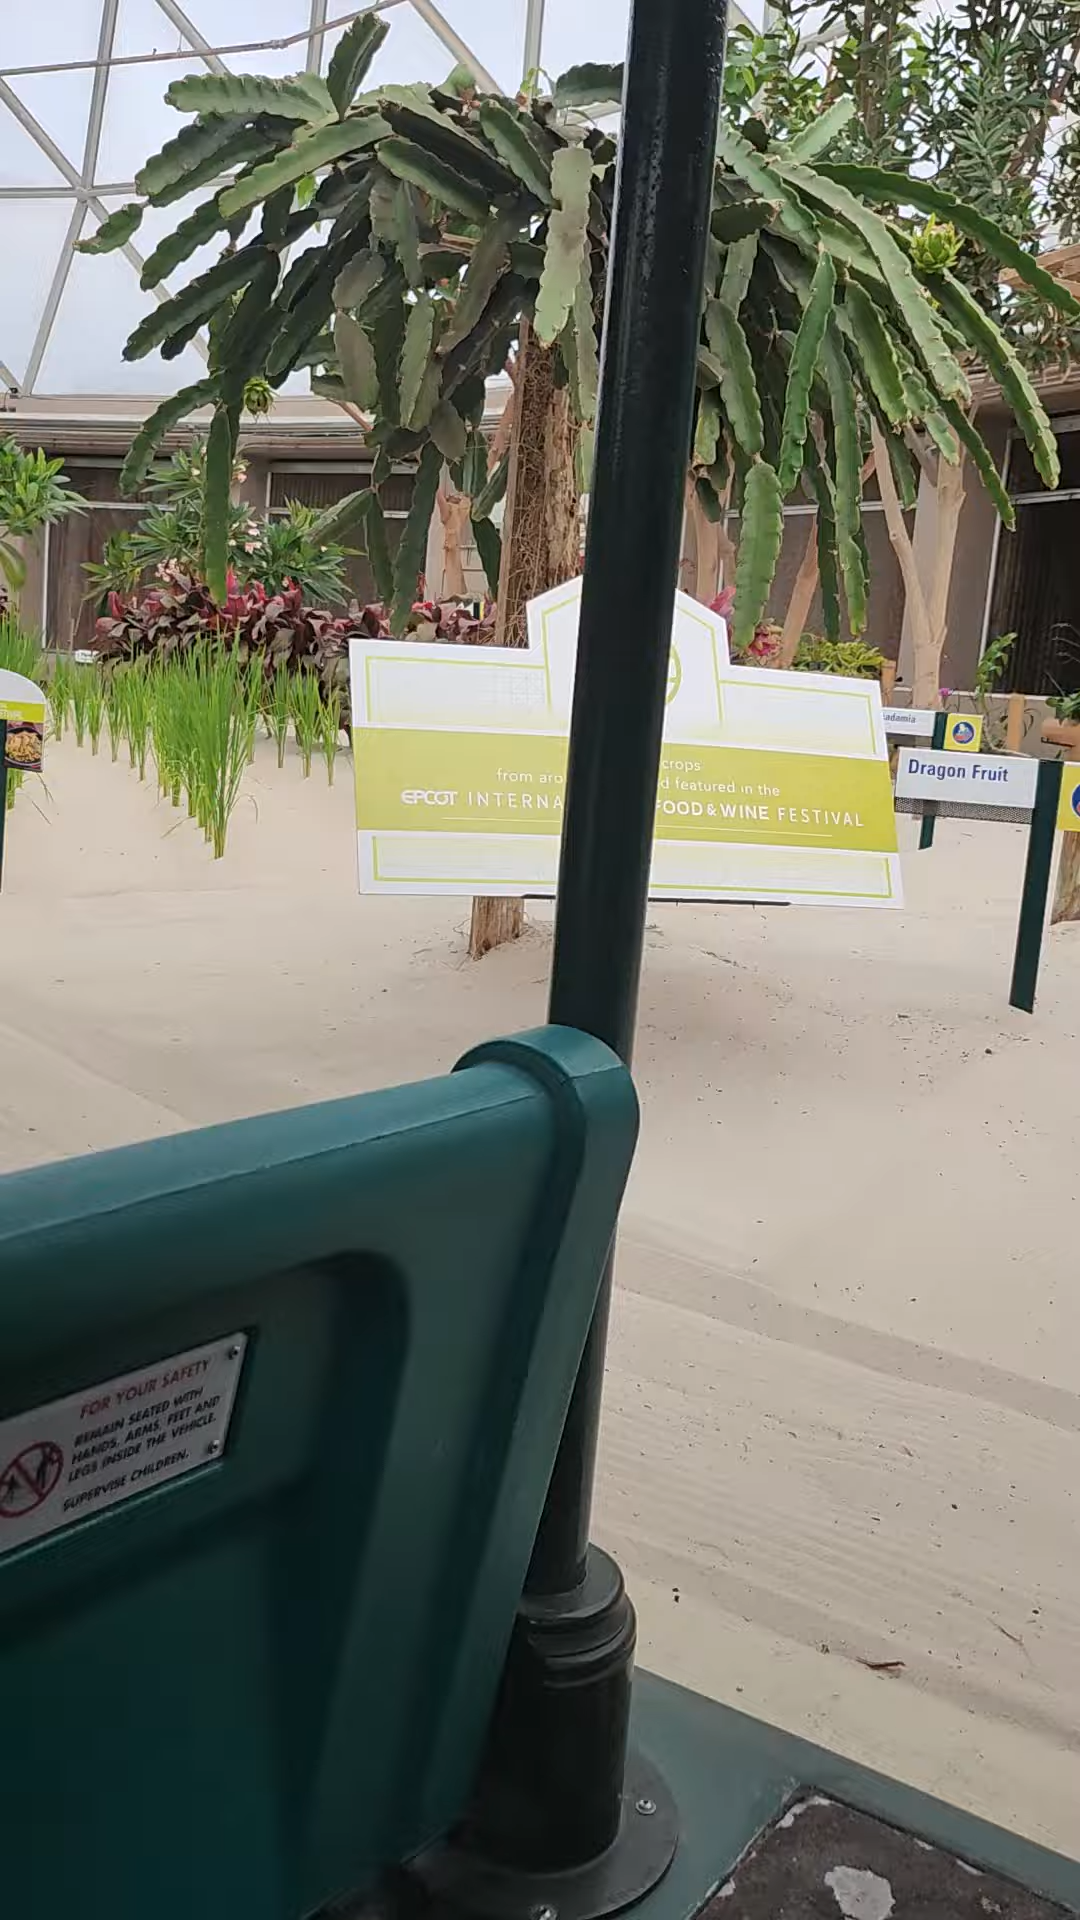 adamia
Dragon Fruit
crops
from aro d featured in the
EPCOT INTERNA FOOD & WINE FESTIVAL
FOR YOUR SAFETY
REMAIN SEATED WITH
HANDS, ARMS, FEET AND
LEGS INSIDE THE VEHICLE.
SUPERVISE CHILDREN.